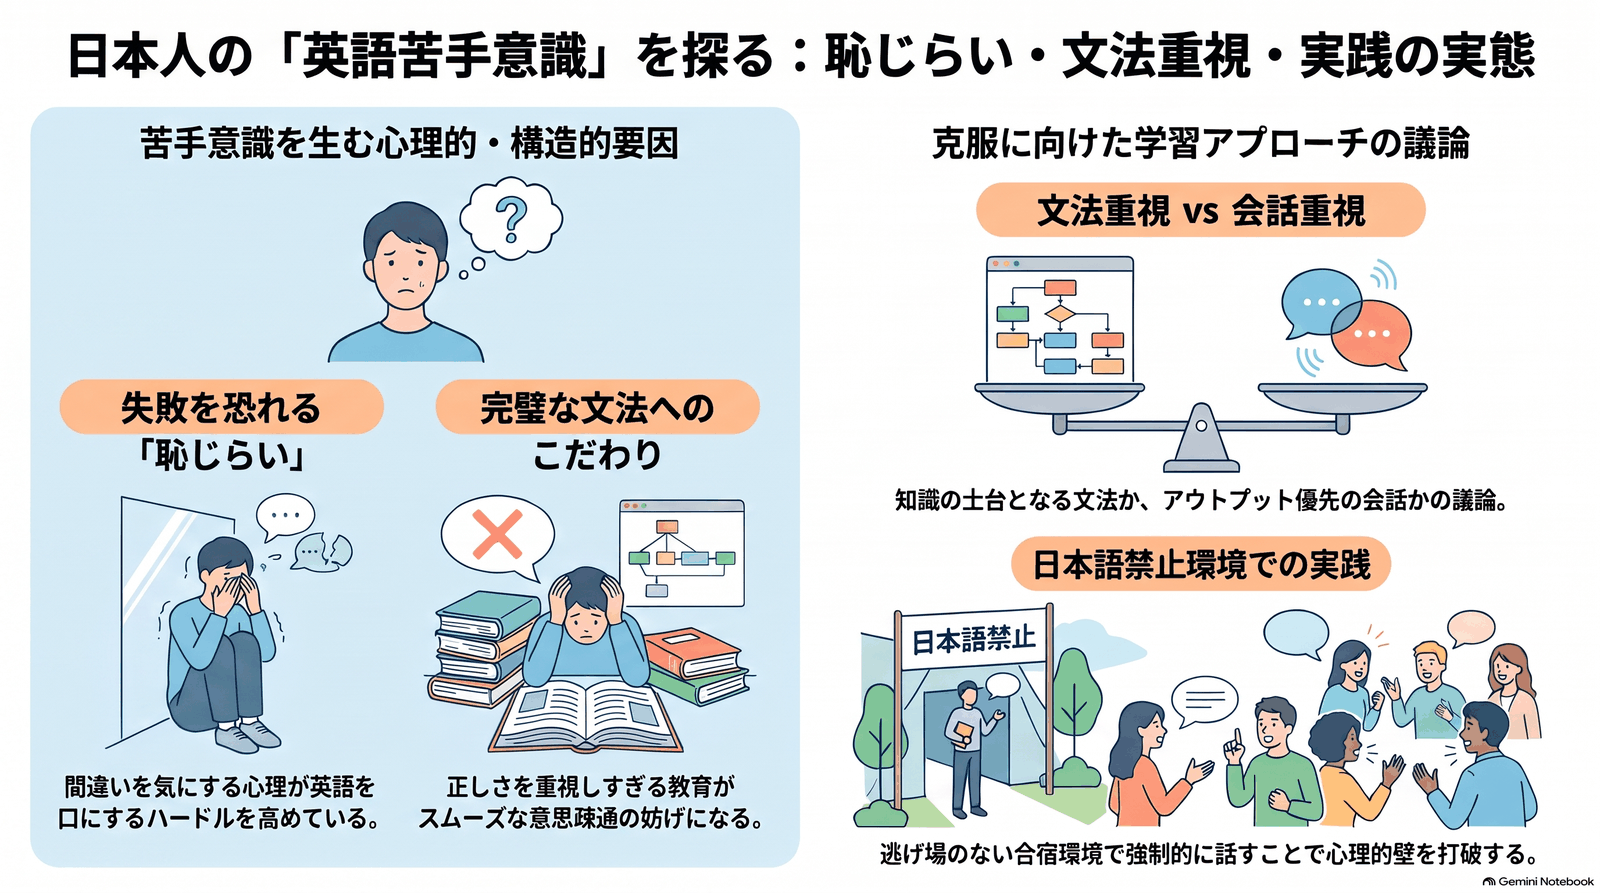 日本人の「英語苦手意識」を探る：恥じらい・文法重視・実践の実態
苦手意識を生む心理的・構造的要因
?
失敗を恐れる
「恥じらい」
間違いを気にする心理が英語を
口にするハードルを高めている。
完璧な文法への
こだわり
正しさを重視しすぎる教育が
スムーズな意思疎通の妨げになる。
克服に向けた学習アプローチの議論
文法重視 vs 会話重視
知識の土台となる文法か、アウトプット優先の会話かの議論。
日本語禁止環境での実践
日本語禁止
逃げ場のない合宿環境で強制的に話すことで心理的壁を打破する。
Gemini Notebook